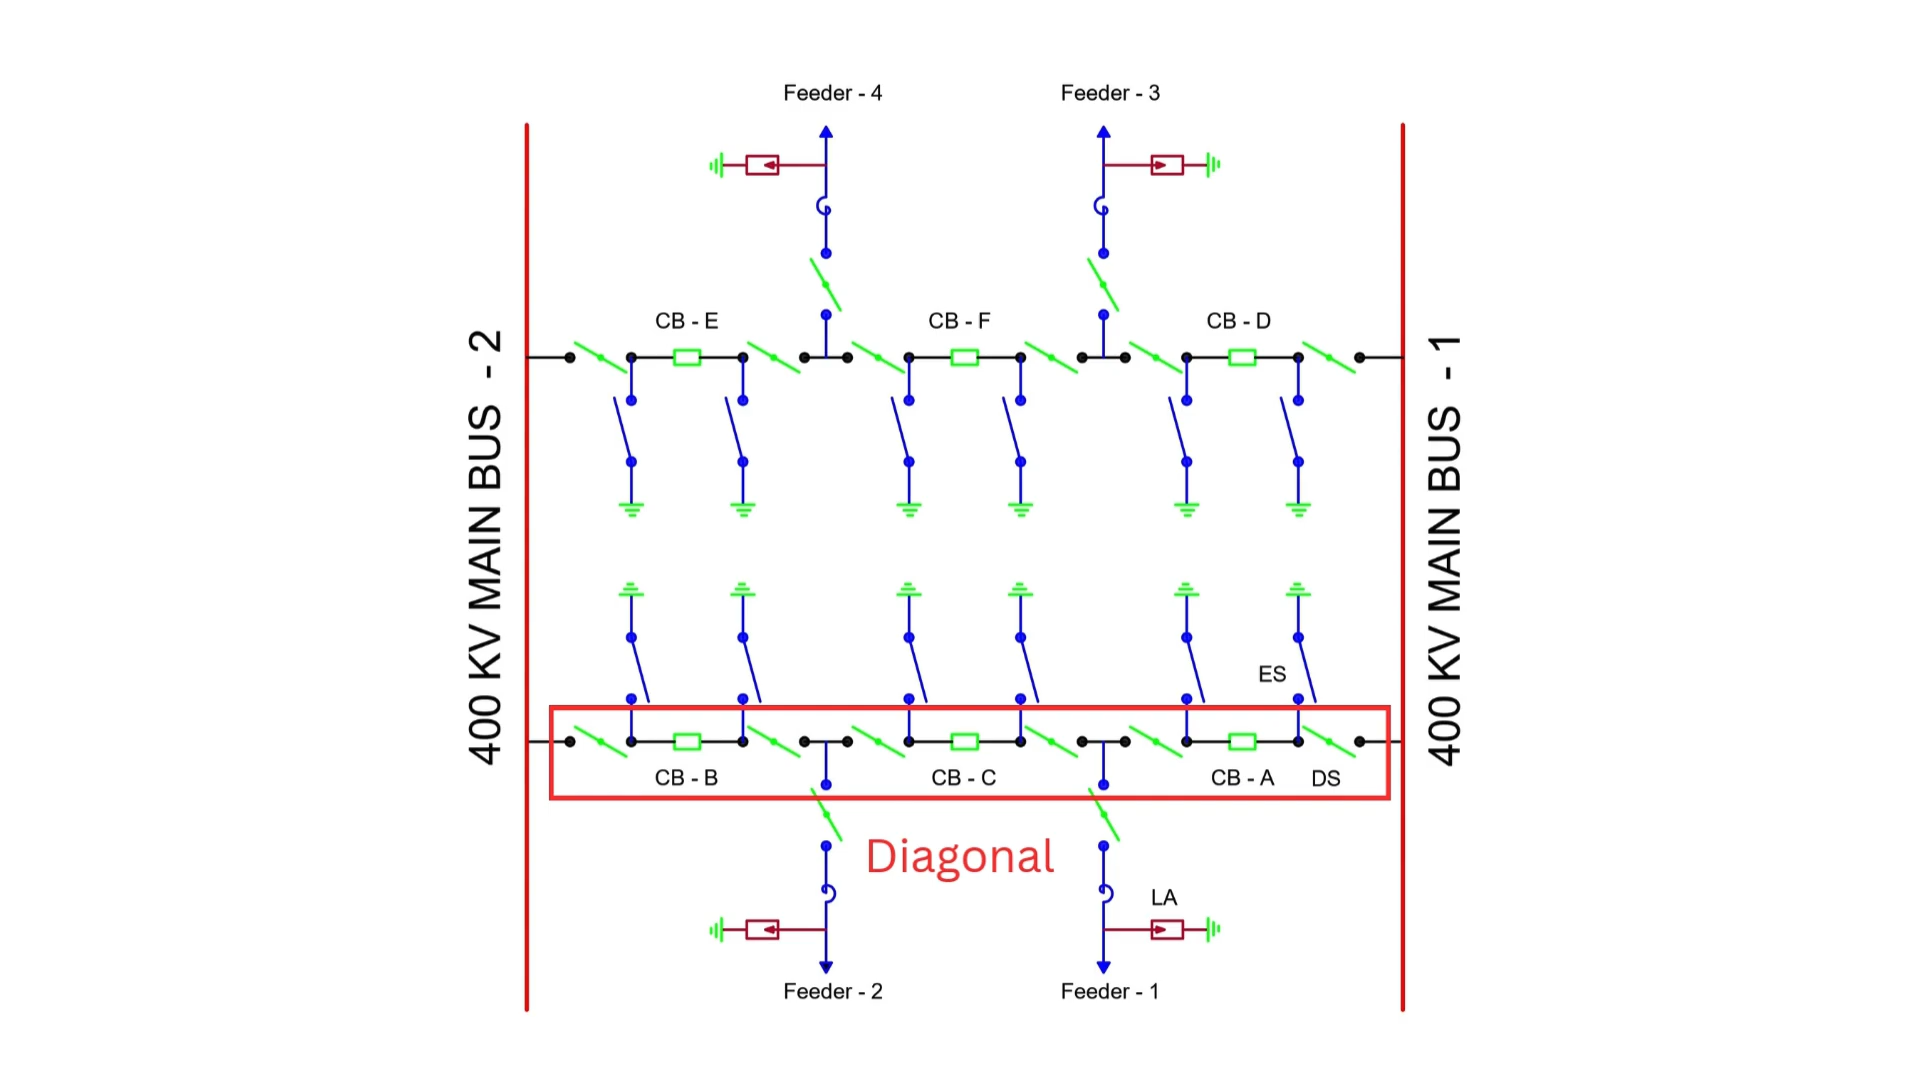 Feeder - 4
Feeder - 3
CB - E
CB - F
CB - D
400 KV MAIN BUS - 2
400 KV MAIN BUS - 1
ES
CB - B
CB - C
CB - A
DS
Diagonal
LA
Feeder - 2
Feeder - 1